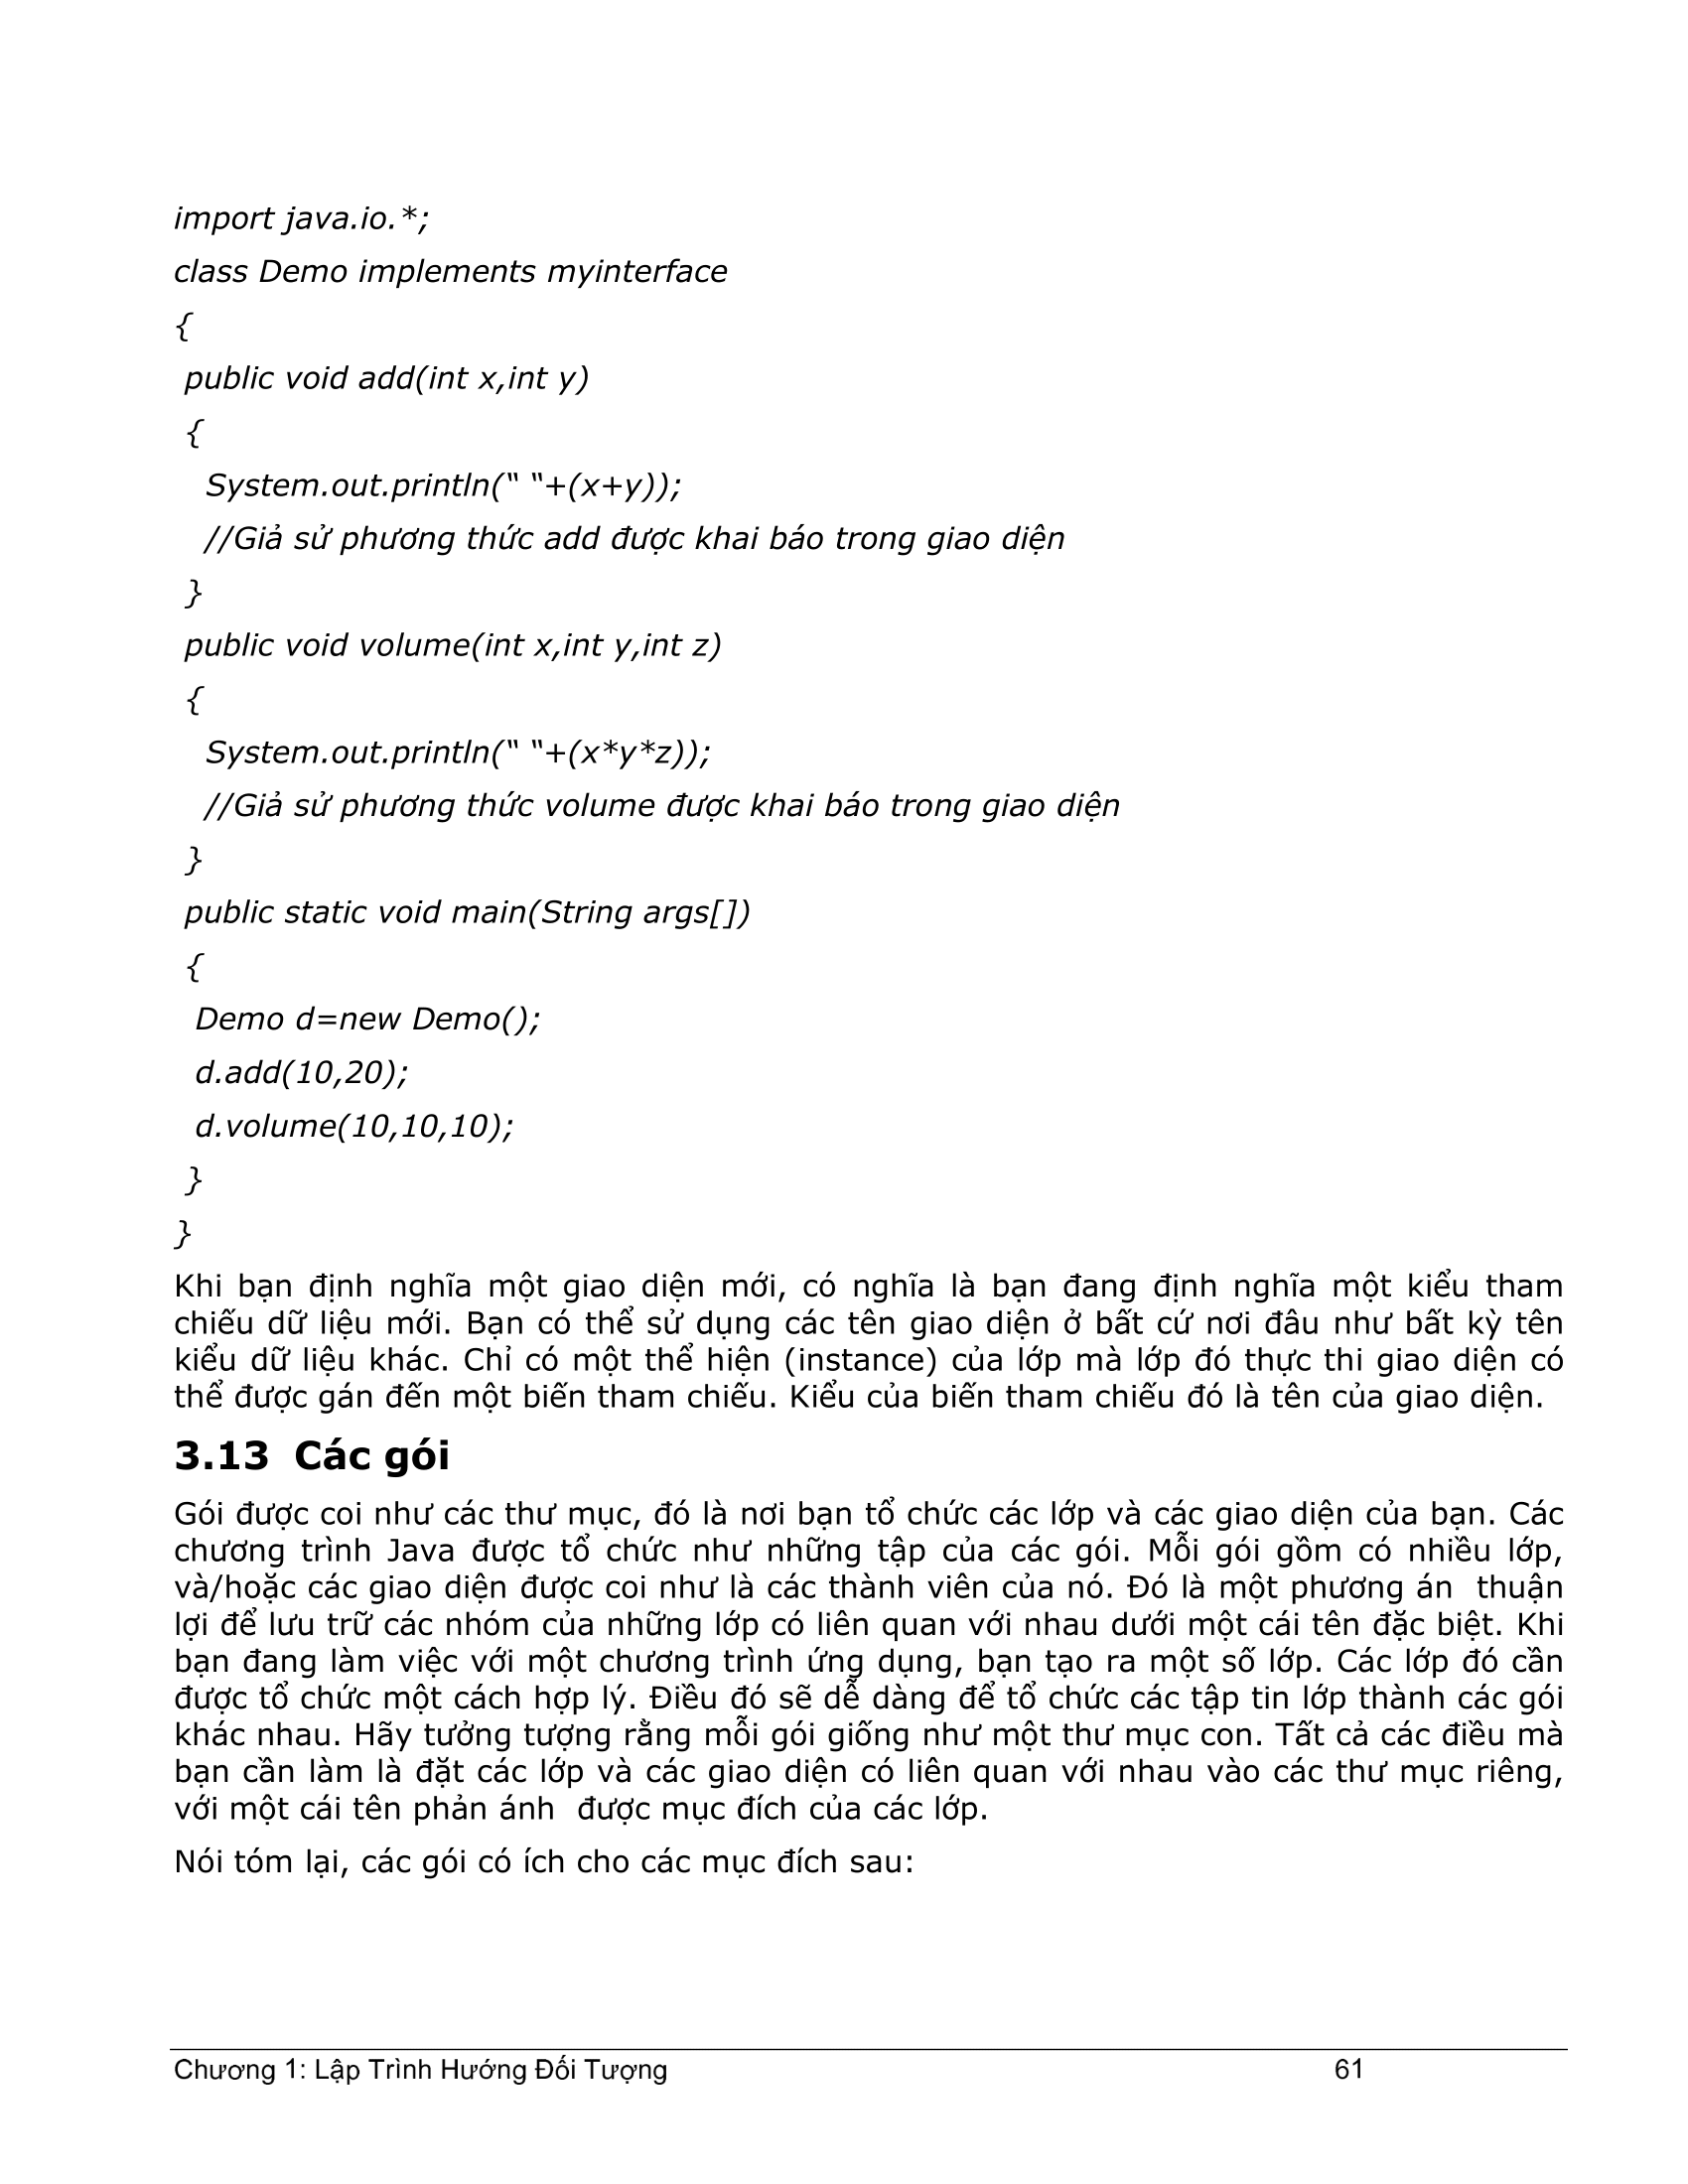 import java.io.*;
class Demo implements myinterface
{
public void add(int x,int y)
{
System.out.println(“ “+(x+y));
//Giả sử phương thức add được khai báo trong giao diện
}
public void volume(int x,int y,int z)
{
System.out.println(“ “+(x*y*z));
//Giả sử phương thức volume được khai báo trong giao diện
}
public static void main(String args[])
{
Demo d=new Demo();
d.add(10,20);
d.volume(10,10,10);
}
}
Khi bạn định nghĩa một giao diện mới, có nghĩa là bạn đang định nghĩa một kiểu tham
chiếu dữ liệu mới. Bạn có thể sử dụng các tên giao diện ở bất cứ nơi đâu như bất kỳ tên
kiểu dữ liệu khác. Chỉ có một thể hiện (instance) của lớp mà lớp đó thực thi giao diện có
thể được gán đến một biến tham chiếu. Kiểu của biến tham chiếu đó là tên của giao diện.
3.13 Các gói
Gói được coi như các thư mục, đó là nơi bạn tổ chức các lớp và các giao diện của bạn. Các
chương trình Java được tổ chức như những tập của các gói. Mỗi gói gồm có nhiều lớp,
và/hoặc các giao diện được coi như là các thành viên của nó. Đó là một phương án thuận
lợi để lưu trữ các nhóm của những lớp có liên quan với nhau dưới một cái tên đặc biệt. Khi
bạn đang làm việc với một chương trình ứng dụng, bạn tạo ra một số lớp. Các lớp đó cần
được tổ chức một cách hợp lý. Điều đó sẽ dễ dàng để tổ chức các tập tin lớp thành các gói
khác nhau. Hãy tưởng tượng rằng mỗi gói giống như một thư mục con. Tất cả các điều mà
bạn cần làm là đặt các lớp và các giao diện có liên quan với nhau vào các thư mục riêng,
với một cái tên phản ánh được mục đích của các lớp.
Nói tóm lại, các gói có ích cho các mục đích sau:
Chương 1: Lập Trình Hướng Đối Tượng 61